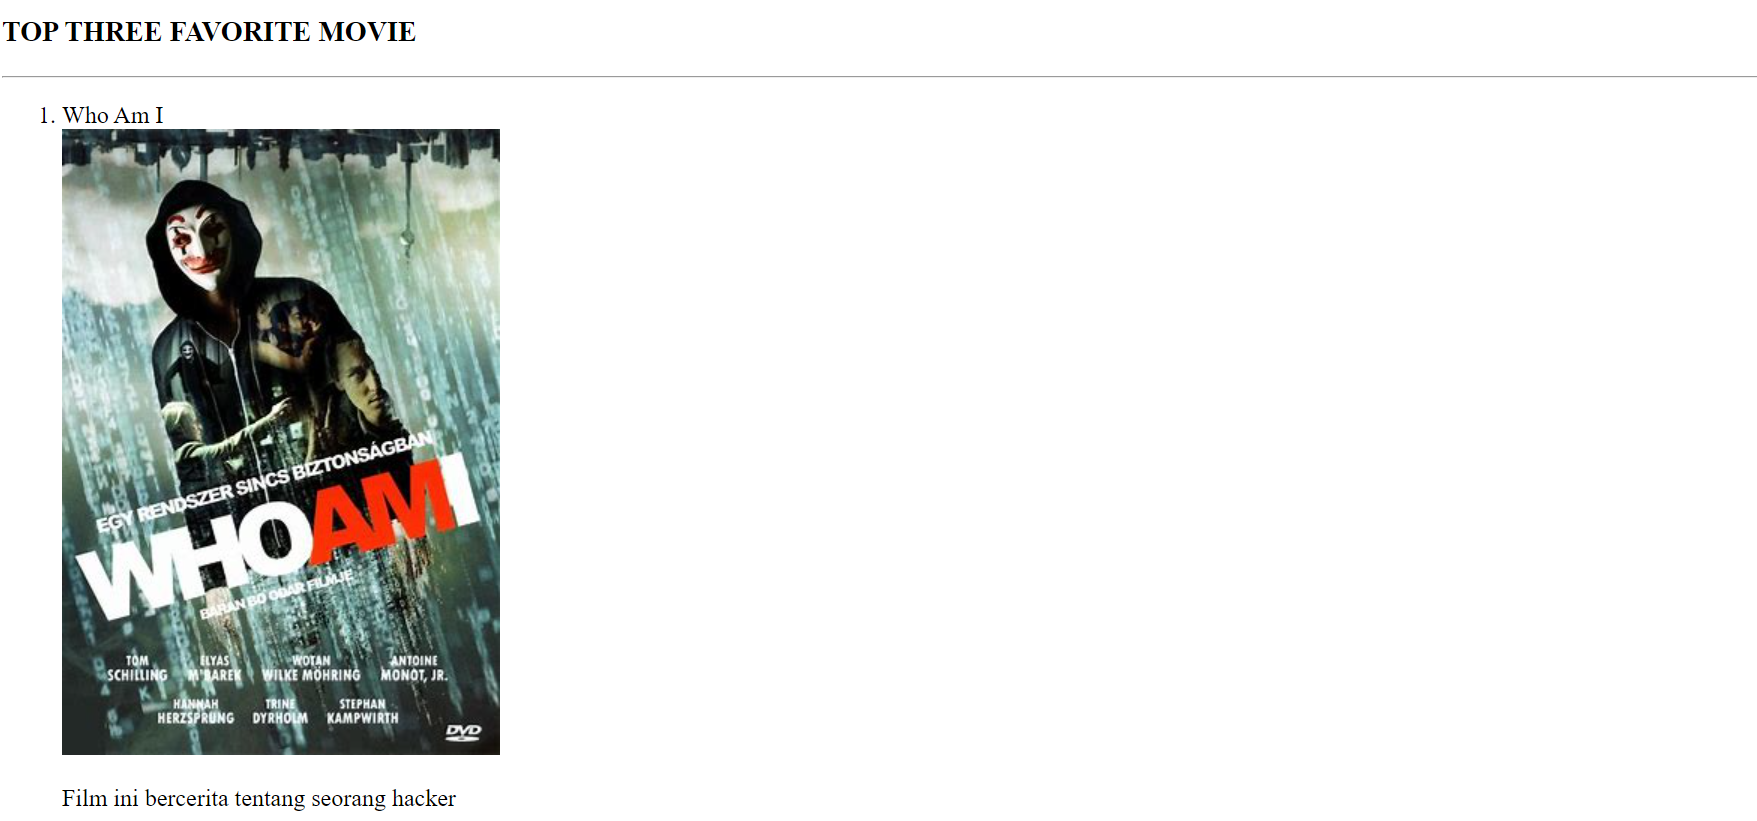 TOP THREE FAVORITE MOVIE
1. Who Am I
EGY RENDSZER SINCS BIZTONSÁGBAN
WHOAMI
BARAN BO ODAR FILMJE
TOM SCHILLING
ELYAS M'BAREK
WOTAN WILKE MÖHRING
ANTOINE MONOT, JR.
HANNAH HERZSPRUNG
TRINE DYRHOLM
STEPHAN KAMPWIRTH
DVD
Film ini bercerita tentang seorang hacker